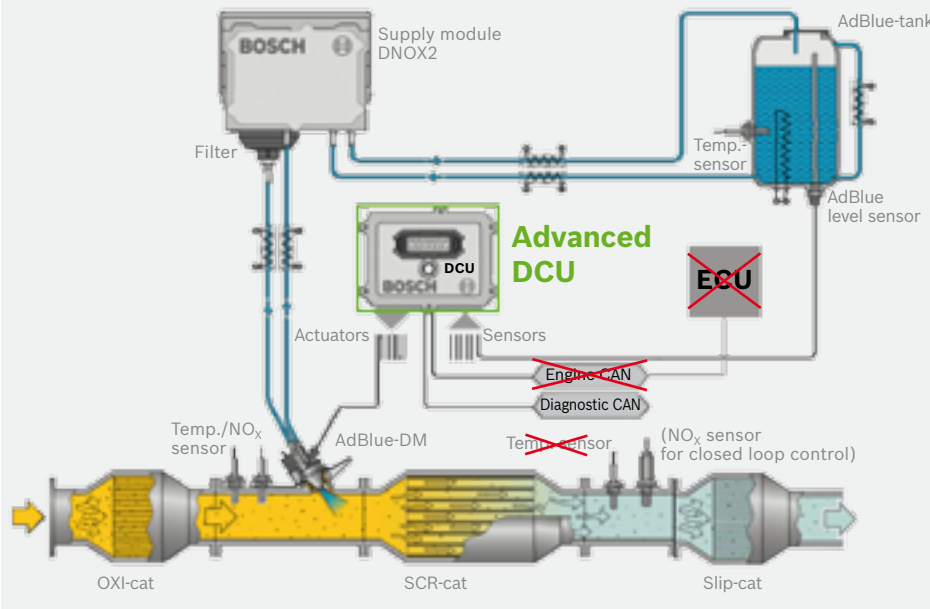 BOSCH
Supply module
DNOX2
AdBlue-tank
Filter
Temp.-
sensor
AdBlue
level sensor
Advanced
DCU
DCU
BOSCH
ECU
Actuators
Sensors
Engine CAN
Diagnostic CAN
Temp./NOX
sensor
AdBlue-DM
Temp. sensor
(NOX sensor
for closed loop control)
OXI-cat
SCR-cat
Slip-cat